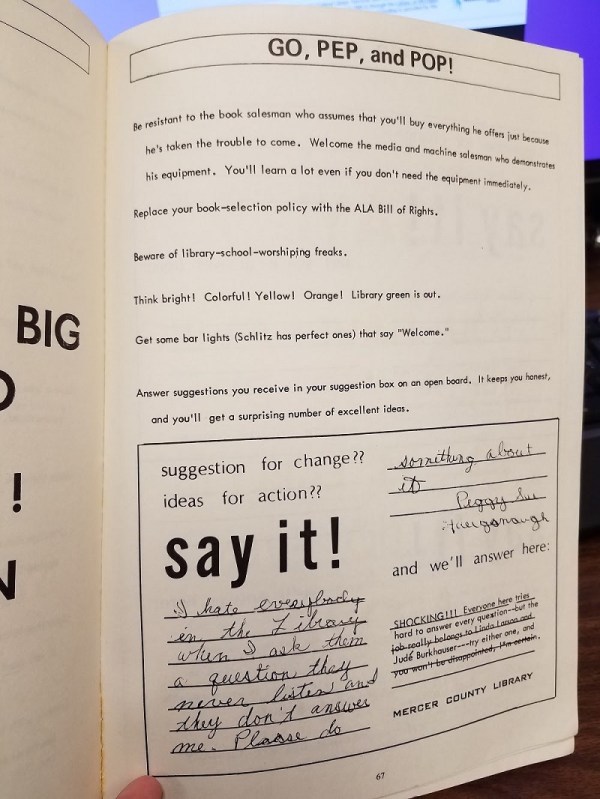 BIG
!
GO, PEP, and POP!
Be resistant to the book salesman who assumes that you'll buy everything he offers just because
he's taken the trouble to come. Welcome the media and machine salesman who demonstrates
his equipment. You'll learn a lot even if you don't need the equipment immediately.
Replace your book-selection policy with the ALA Bill of Rights.
Beware of library-school-worshiping freaks.
Think bright! Colorful! Yellow! Orange! Library green is out.
Get some bar lights (Schlitz has perfect ones) that say "Welcome."
Answer suggestions you receive in your suggestion box on an open board. It keeps you honest,
and you'll get a surprising number of excellent ideas.
suggestion for change??
ideas for action??
say it!
I hate everybody
in the Library
when I ask them
a question they
never listen and
they don't answer
me. Please do
something about
it
Peggy Sue
and we'll answer here:
SHOCKING!!! Everyone here tries
hard to answer every question--but the
job really belongs to Linda and
Judé Burkhouser---try either one, and
you won't be disappointed, I'm certain.
MERCER COUNTY LIBRARY
67